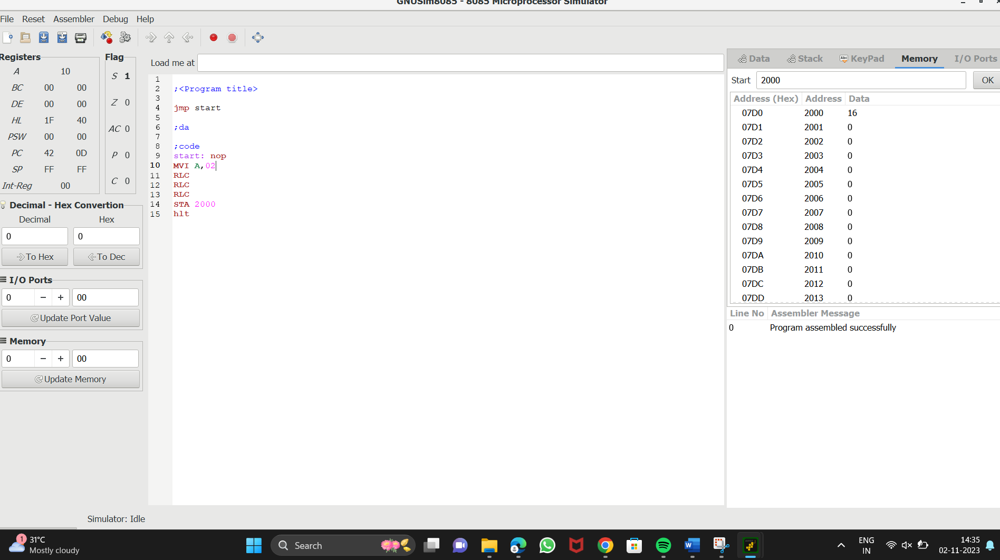 GNUSim8085 - 8085 Microprocessor Simulator
File Reset Assembler Debug Help
Registers
A 10
BC 00 00
DE 00 00
HL 1F 40
PSW 00 00
PC 42 0D
SP FF FF
Int-Reg 00
Flag
S 1
Z 0
AC 0
P 0
C 0
Decimal - Hex Convertion
Decimal Hex
0 0
To Hex To Dec
I/O Ports
0 − + 00
Update Port Value
Memory
0 − + 00
Update Memory
Load me at
1
2 ;<Program title>
3
4 jmp start
5
6 ;da
7
8 ;code
9 start: nop
10 MVI A,02
11 RLC
12 RLC
13 RLC
14 STA 2000
15 hlt
Data Stack Abc KeyPad Memory I/O Ports
Start 2000 OK
Address (Hex) Address Data
07D0 2000 16
07D1 2001 0
07D2 2002 0
07D3 2003 0
07D4 2004 0
07D5 2005 0
07D6 2006 0
07D7 2007 0
07D8 2008 0
07D9 2009 0
07DA 2010 0
07DB 2011 0
07DC 2012 0
07DD 2013 0
Line No Assembler Message
0 Program assembled successfully
Simulator: Idle
1
31°C
Mostly cloudy
Search
W
ENG
IN
14:35
02-11-2023